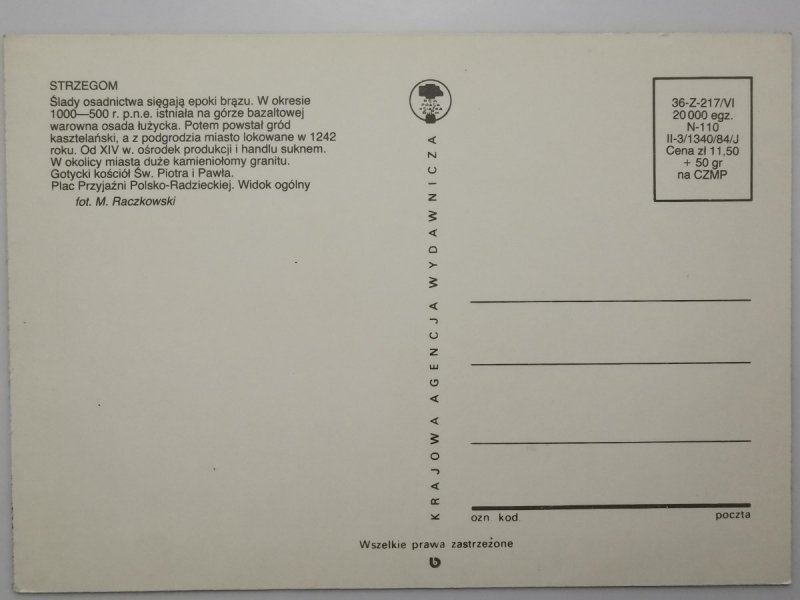 STRZEGOM
Ślady osadnictwa sięgają epoki brązu. W okresie
1000—500 r. p.n.e. istniała na górze bazaltowej
warowna osada łużycka. Potem powstał gród
kasztelański, a z podgrodzia miasto lokowane w 1242
roku. Od XIV w. ośrodek produkcji i handlu suknem.
W okolicy miasta duże kamieniołomy granitu.
Gotycki kościół Św. Piotra i Pawła.
Plac Przyjaźni Polsko-Radzieckiej. Widok ogólny
fot. M. Raczkowski
KRAJOWA AGENCJA WYDAWNICZA
36-Z-217/VI
20 000 egz.
N-110
II-3/1340/84/J
Cena zł 11,50
+ 50 gr
na CZMP
ozn. kod. poczta
Wszelkie prawa zastrzeżone